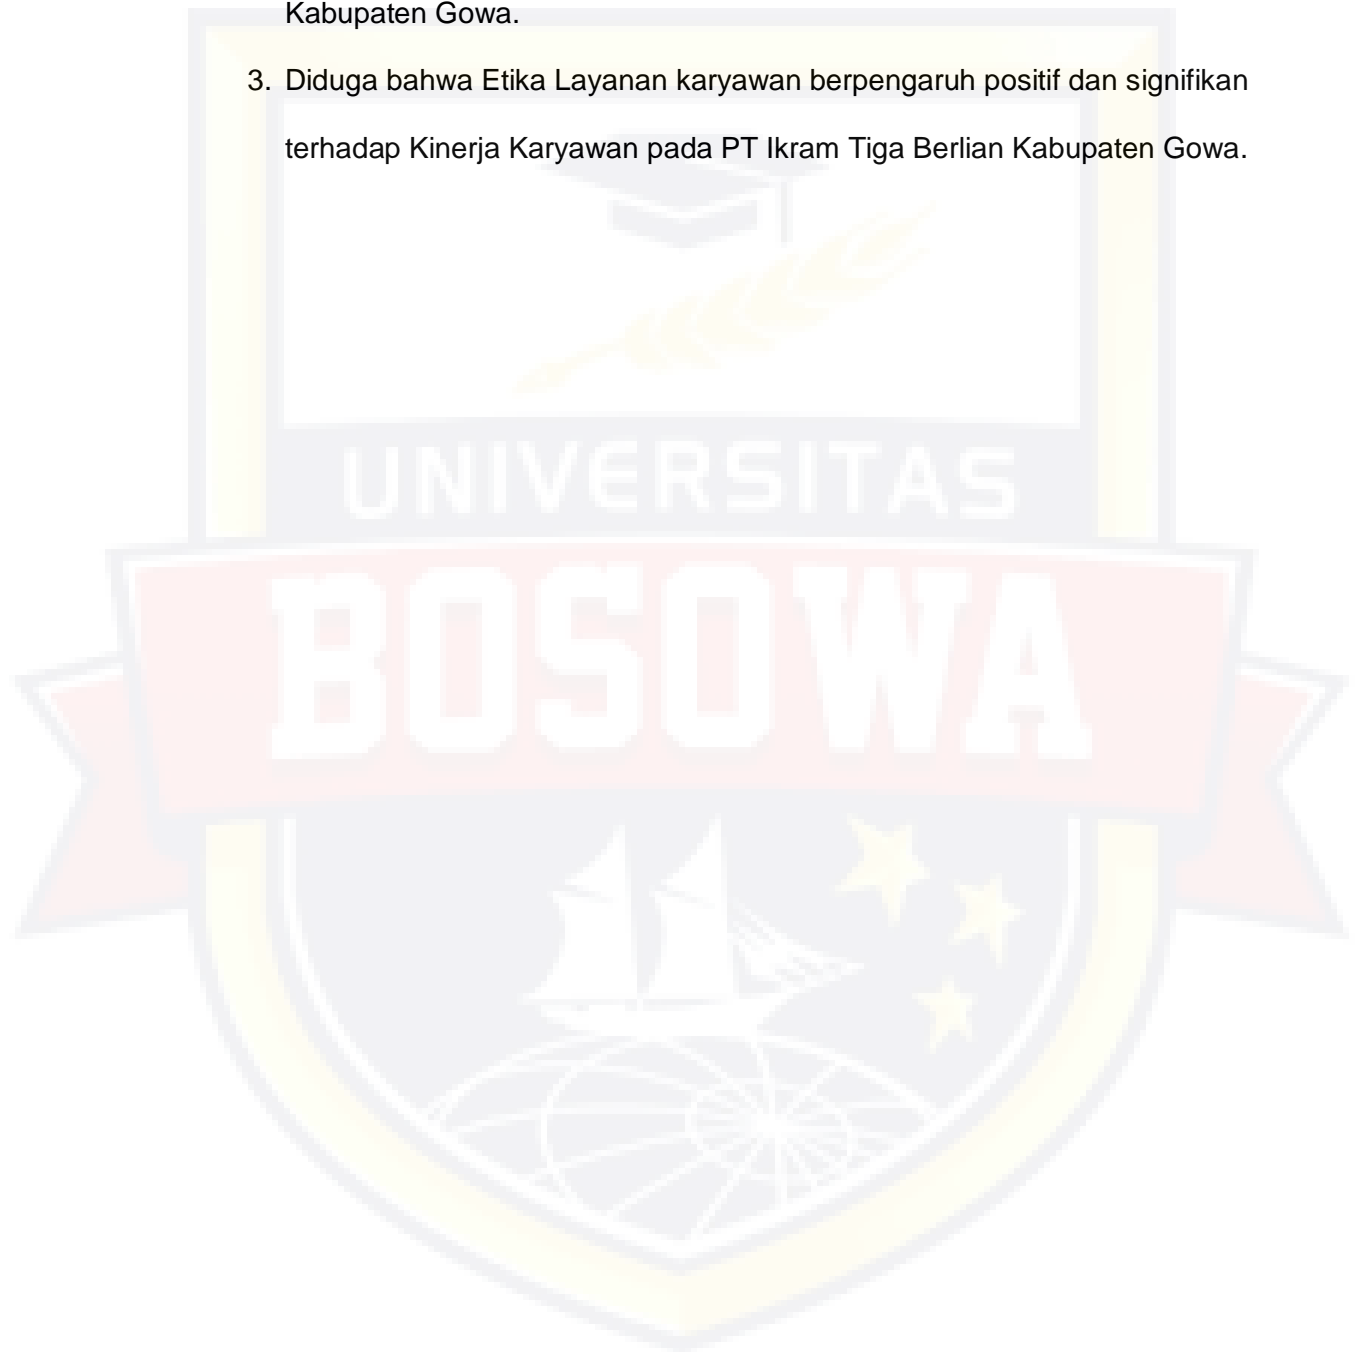 Kabupaten Gowa.
3. Diduga bahwa Etika Layanan karyawan berpengaruh positif dan signifikan
terhadap Kinerja Karyawan pada PT Ikram Tiga Berlian Kabupaten Gowa.
UNIVERSITAS
BOSOWA